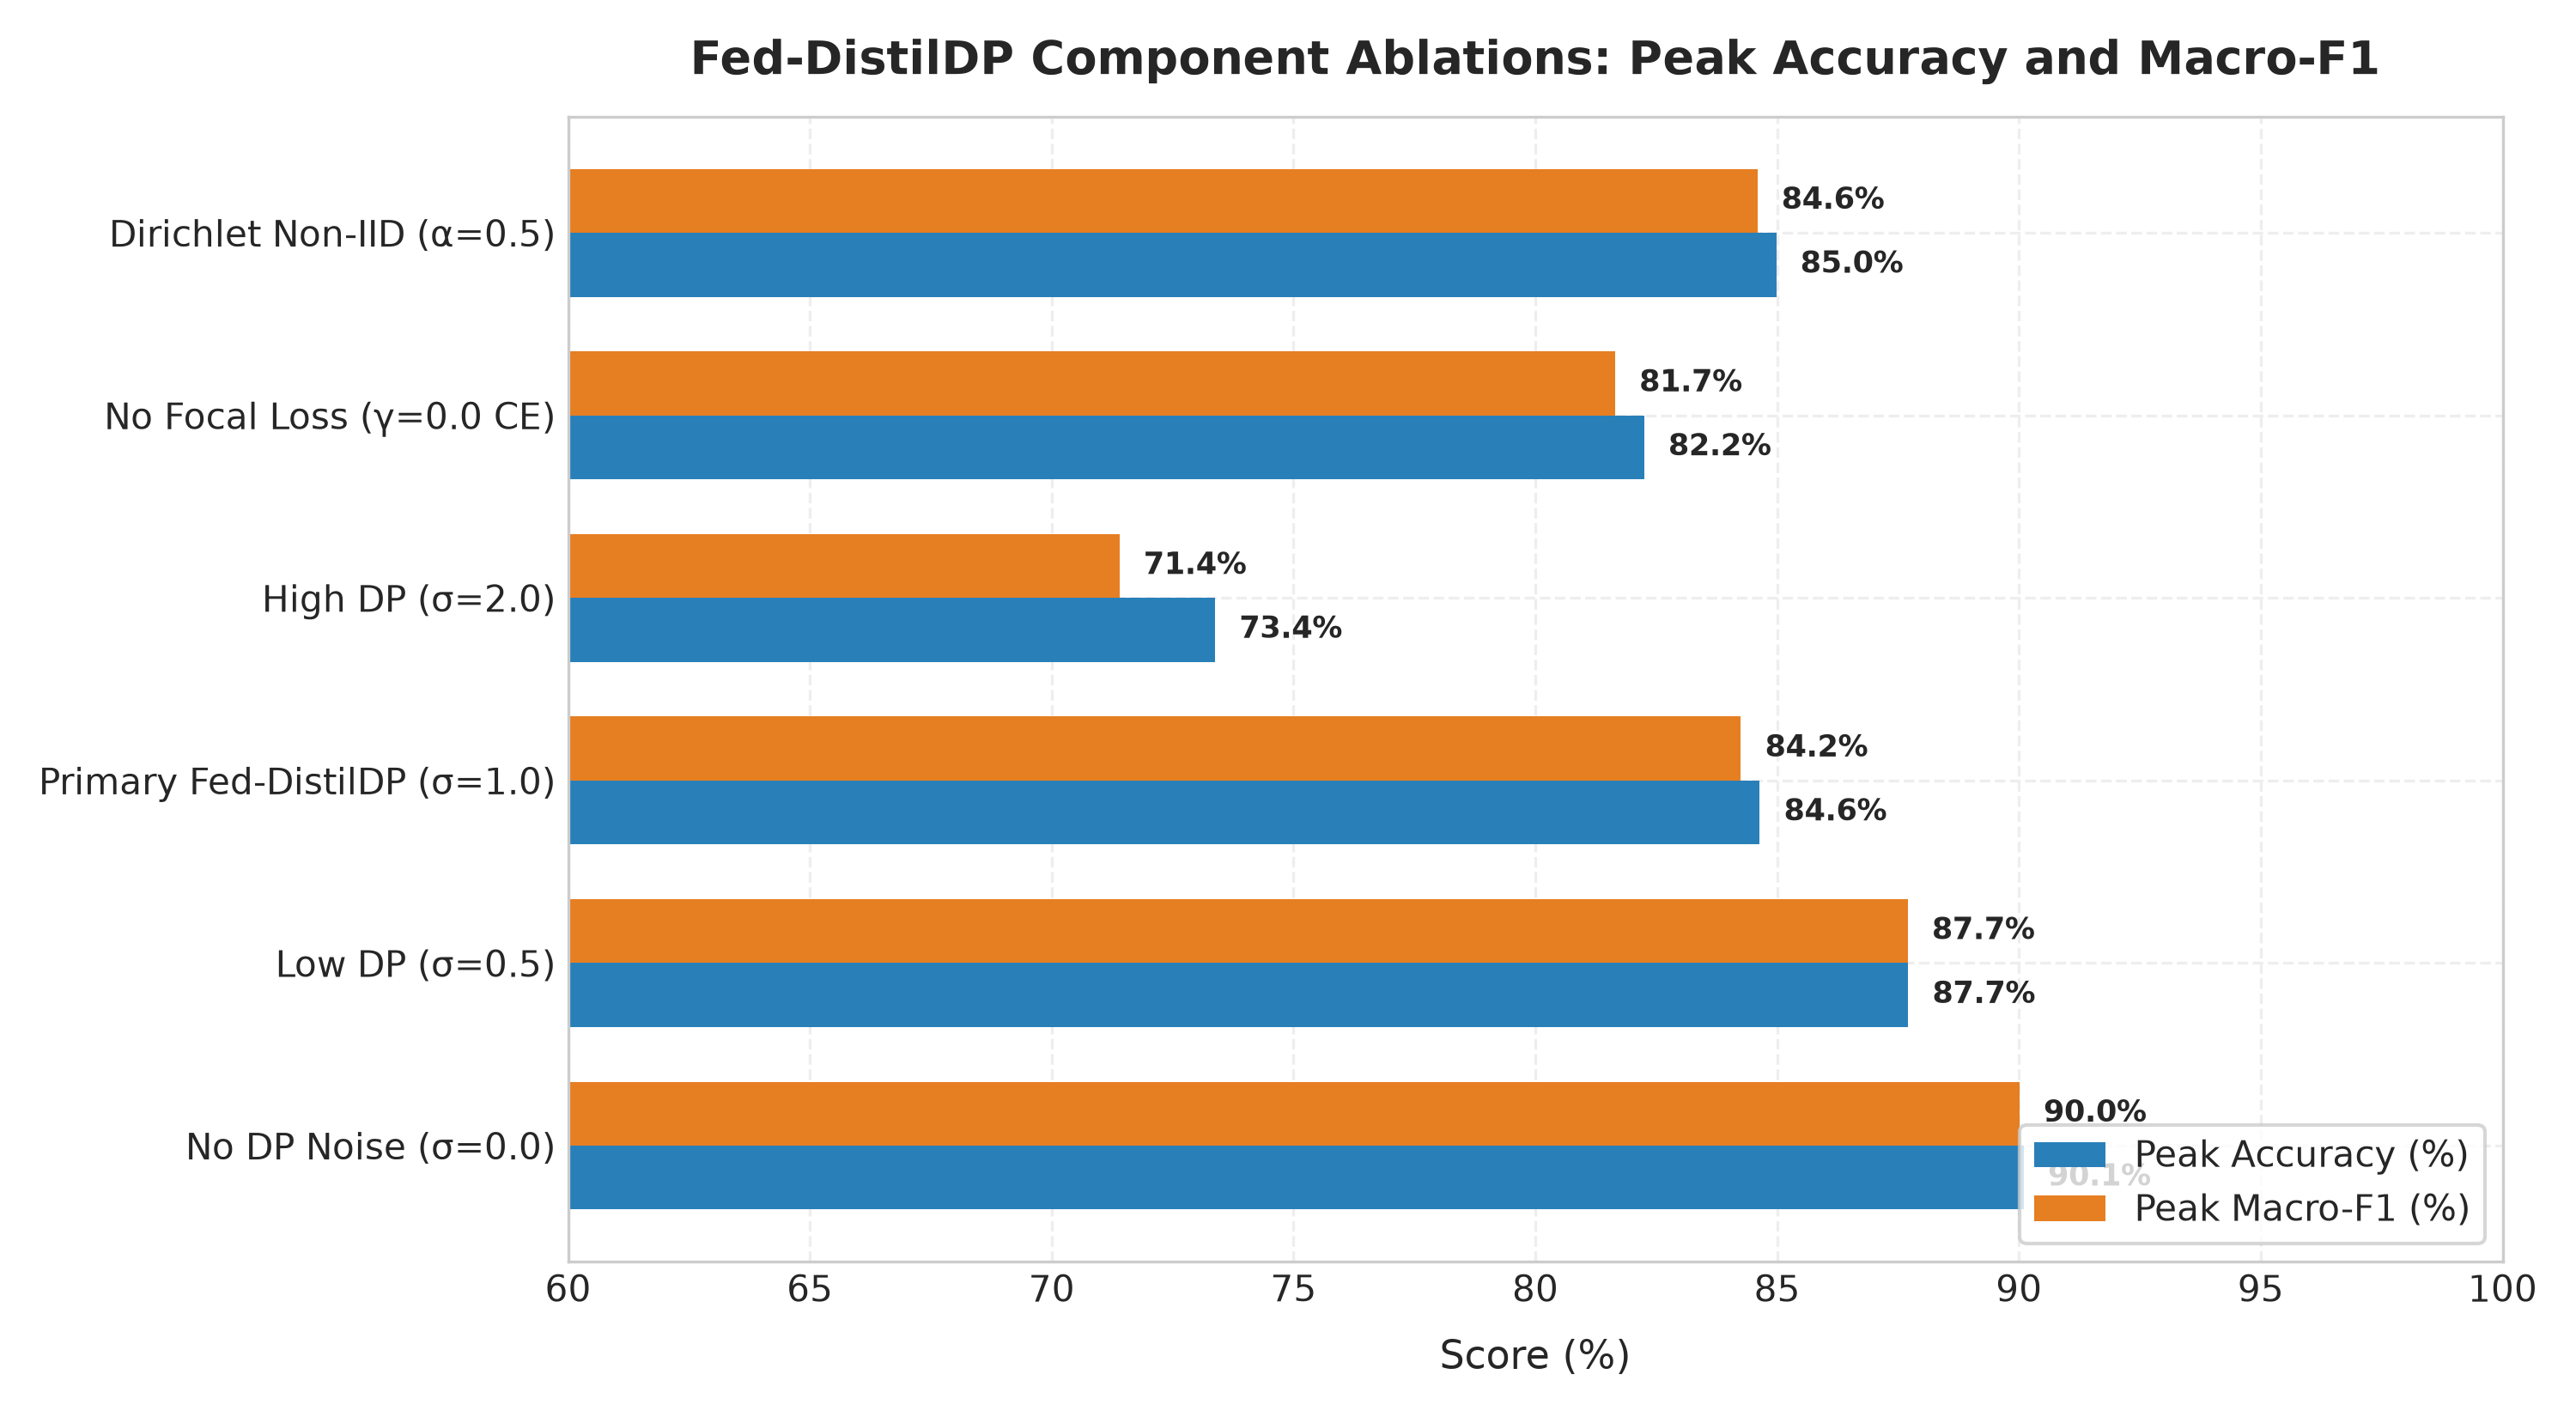 Fed-DistilDP Component Ablations: Peak Accuracy and Macro-F1
Dirichlet Non-IID (α=0.5)
84.6%
85.0%
No Focal Loss (γ=0.0 CE)
81.7%
82.2%
High DP (σ=2.0)
71.4%
73.4%
Primary Fed-DistilDP (σ=1.0)
84.2%
84.6%
Low DP (σ=0.5)
87.7%
87.7%
No DP Noise (σ=0.0)
90.0%
90.1%
Peak Accuracy (%)
Peak Macro-F1 (%)
60 65 70 75 80 85 90 95 100
Score (%)